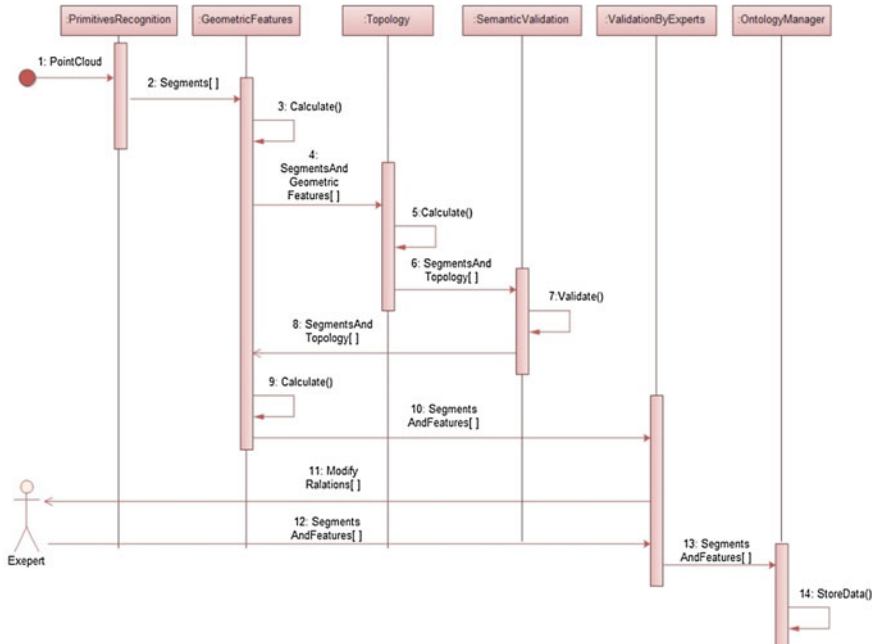 :PrimitivesRecognition
:GeometricFeatures
:Topology
:SemanticValidation
:ValidationByExperts
:OntologyManager
1: PointCloud
2: Segments[ ]
3: Calculate()
4:
SegmentsAnd
Geometric
Features[ ]
5:Calculate()
6: SegmentsAnd
Topology[ ]
7:Validate()
8: SegmentsAnd
Topology[ ]
9: Calculate()
10: Segments
AndFeatures[ ]
11: Modify
Ralations[ ]
12: Segments
AndFeatures[ ]
Exepert
13: Segments
AndFeatures[ ]
14: StoreData()